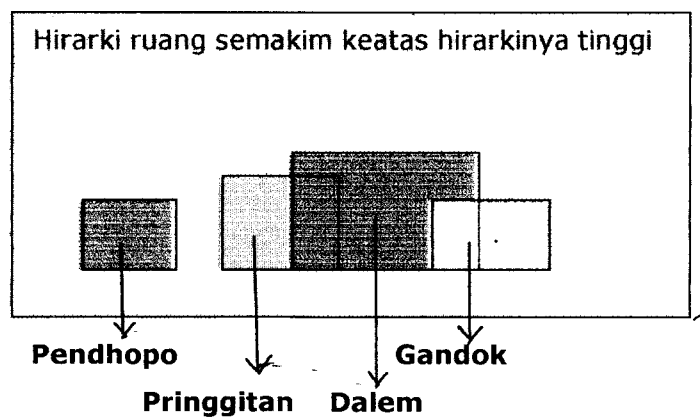 Hirarki ruang semakim keatas hirarkinya tinggi
Pendhopo
Gandok
Pringgitan
Dalem